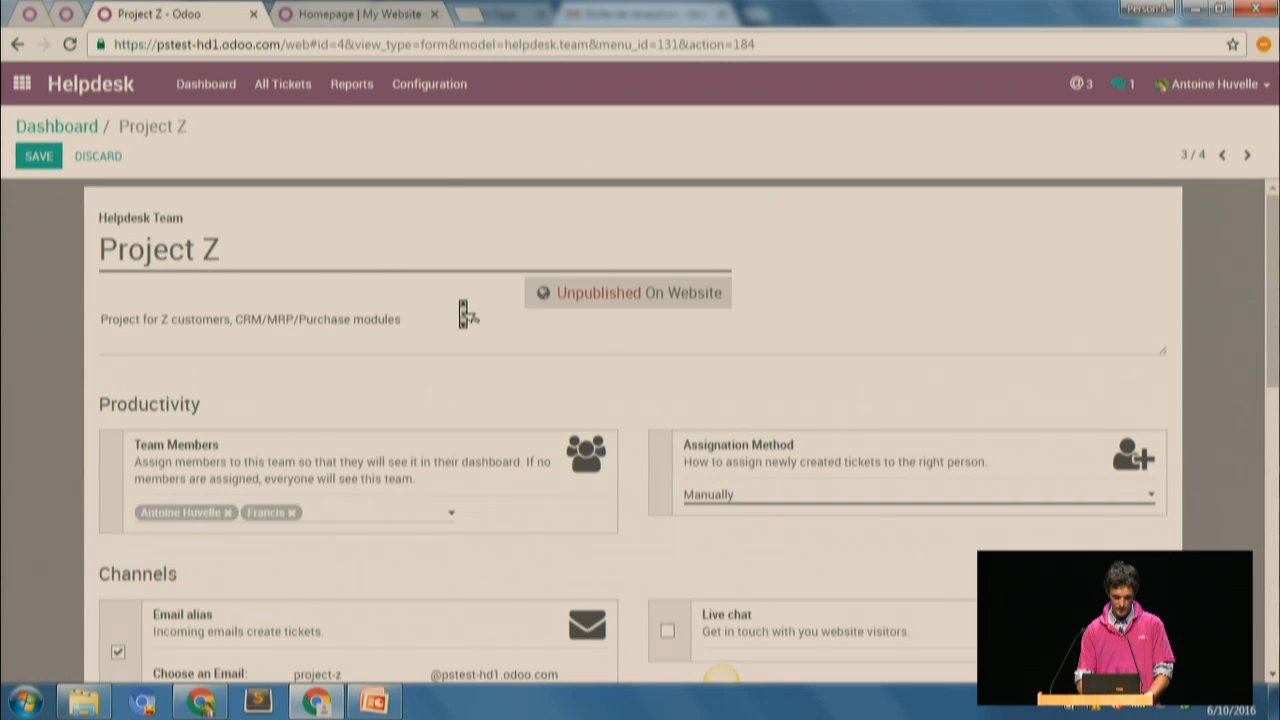 Project Z - Odoo
Homepage | My Website
Person 6
https://pstest-hd1.odoo.com/web#id=4&view_type=form&model=helpdesk.team&menu_id=131&action=184
Helpdesk
Dashboard
All Tickets
Reports
Configuration
@ 3
1
Antoine Huvelle
Dashboard / Project Z
SAVE
DISCARD
3 / 4
Helpdesk Team
Project Z
Unpublished On Website
Project for Z customers, CRM/MRP/Purchase modules
Productivity
Team Members
Assign members to this team so that they will see it in their dashboard. If no
members are assigned, everyone will see this team.
Antoine Huvelle
Francis
Assignation Method
How to assign newly created tickets to the right person.
Manually
Channels
Email alias
Incoming emails create tickets.
Choose an Email: project-z @pstest-hd1.odoo.com
Live chat
Get in touch with you website visitors.
6/10/2016